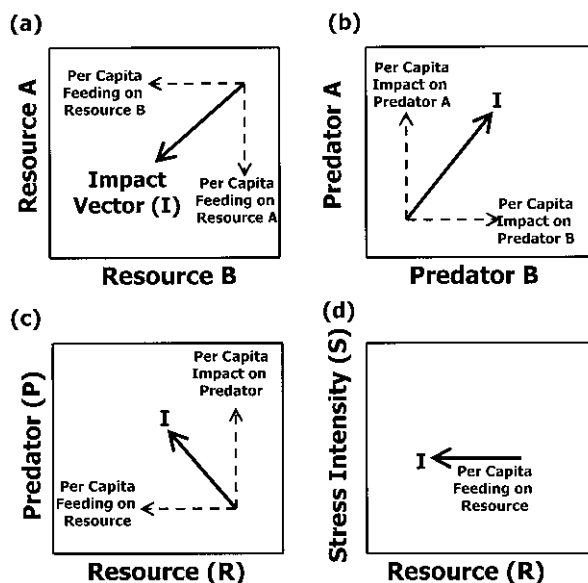 (a)
Resource A
Per Capita
Feeding on
Resource B
Impact
Vector (I)
Per Capita
Feeding on
Resource A
Resource B
(b)
Predator A
Per Capita
Impact on
Predator A
I
Per Capita
Impact on
Predator B
Predator B
(c)
Predator (P)
Per Capita
Impact on
Predator
I
Per Capita
Feeding on
Resource
Resource (R)
(d)
Stress Intensity (S)
I
Per Capita
Feeding on
Resource
Resource (R)